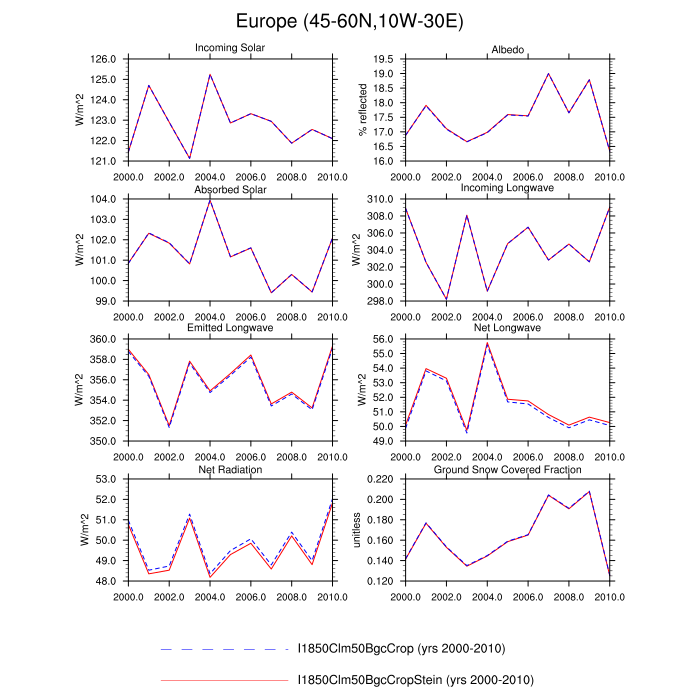 Europe (45-60N,10W-30E)
Incoming Solar
W/m^2
126.0
125.0
124.0
123.0
122.0
121.0
2000.0 2002.0 2004.0 2006.0 2008.0 2010.0
Albedo
% reflected
19.5
19.0
18.5
18.0
17.5
17.0
16.5
16.0
2000.0 2002.0 2004.0 2006.0 2008.0 2010.0
Absorbed Solar
W/m^2
104.0
103.0
102.0
101.0
100.0
99.0
2000.0 2002.0 2004.0 2006.0 2008.0 2010.0
Incoming Longwave
W/m^2
310.0
308.0
306.0
304.0
302.0
300.0
298.0
2000.0 2002.0 2004.0 2006.0 2008.0 2010.0
Emitted Longwave
W/m^2
360.0
358.0
356.0
354.0
352.0
350.0
2000.0 2002.0 2004.0 2006.0 2008.0 2010.0
Net Longwave
W/m^2
56.0
55.0
54.0
53.0
52.0
51.0
50.0
49.0
2000.0 2002.0 2004.0 2006.0 2008.0 2010.0
Net Radiation
W/m^2
53.0
52.0
51.0
50.0
49.0
48.0
2000.0 2002.0 2004.0 2006.0 2008.0 2010.0
Ground Snow Covered Fraction
unitless
0.220
0.200
0.180
0.160
0.140
0.120
2000.0 2002.0 2004.0 2006.0 2008.0 2010.0
I1850Clm50BgcCrop (yrs 2000-2010)
I1850Clm50BgcCropStein (yrs 2000-2010)